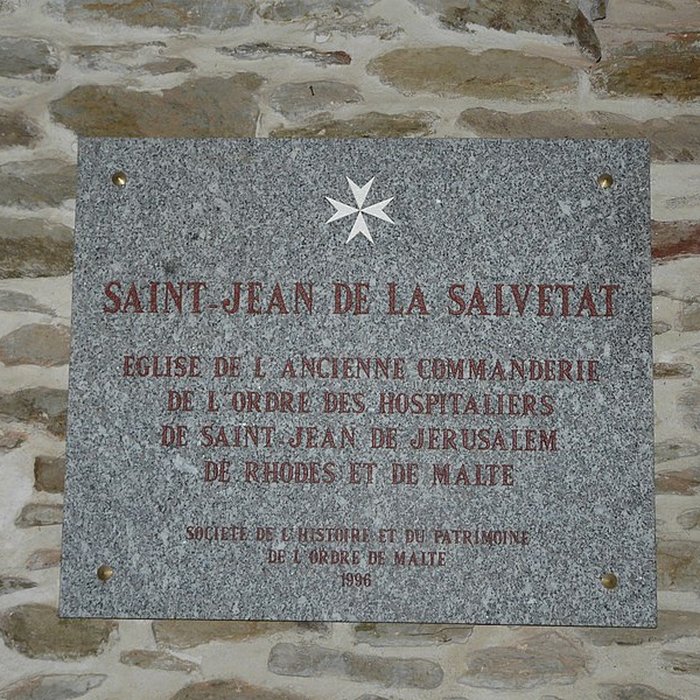 SAINT-JEAN DE LA SALVETAT
EGLISE DE L'ANCIENNE COMMANDERIE
DE L'ORDRE DES HOSPITALIERS
DE SAINT-JEAN DE JERUSALEM
DE RHODES ET DE MALTE
SOCIETE DE L'HISTOIRE ET DU PATRIMOINE
DE L'ORDRE DE MALTE
1996